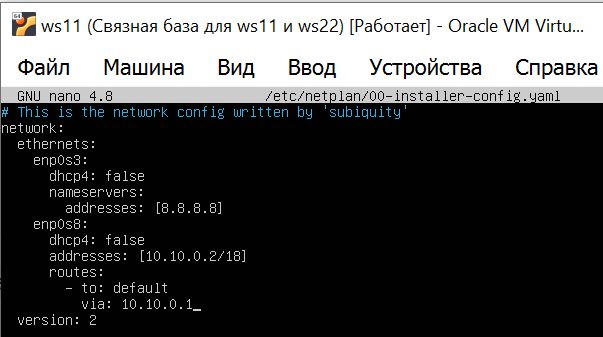 ws11 (Связная база для ws11 и ws22) [Работает] - Oracle VM Virtu...
Файл Машина Вид Ввод Устройства Справка
GNU nano 4.8 /etc/netplan/00-installer-config.yaml
# This is the network config written by 'subiquity'
network:
  ethernets:
    enp0s3:
      dhcp4: false
      nameservers:
        addresses: [8.8.8.8]
    enp0s8:
      dhcp4: false
      addresses: [10.10.0.2/18]
      routes:
        - to: default
          via: 10.10.0.1_
  version: 2